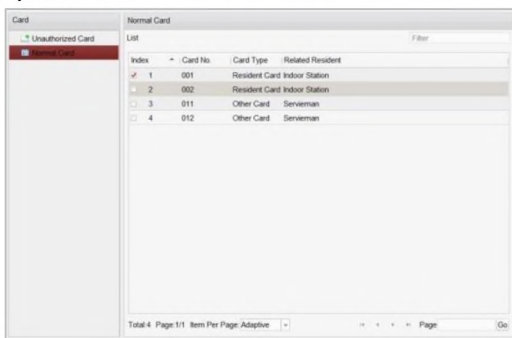 Card
Unauthorized Card
Normal Card
Normal Card
List
Filter
Index Card No. Card Type Related Resident
1 001 Resident Card Indoor Station
2 002 Resident Card Indoor Station
3 011 Other Card Servieman
4 012 Other Card Servieman
Total:4 Page:1/1 Item Per Page: Adaptive Page Go